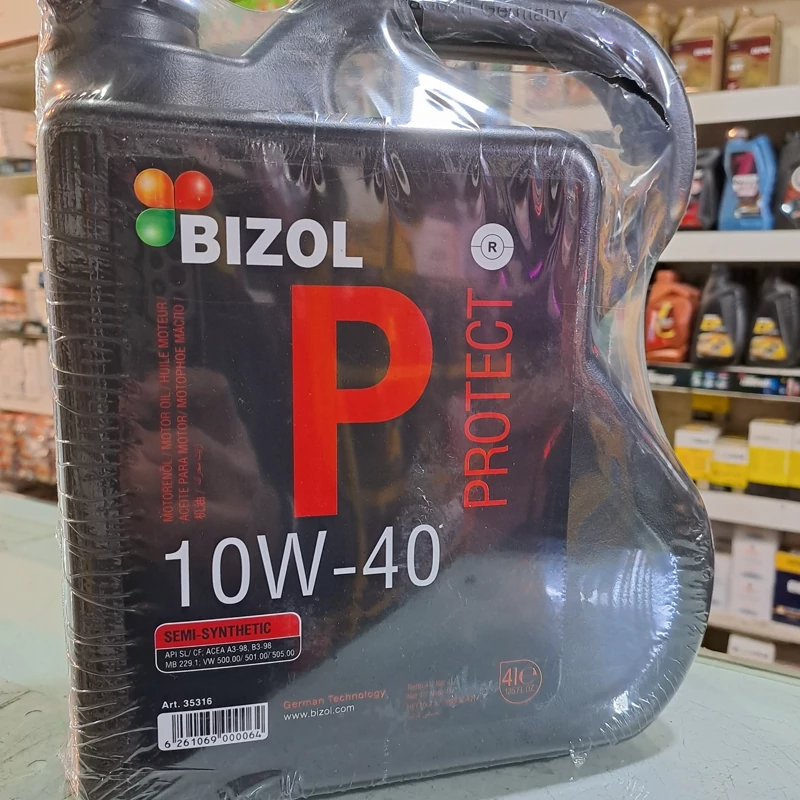 Germany
BIZOL
R
P
PROTECT
MOTORENÖL / MOTOR OIL / HUILE MOTEUR /
ACEITE PARA MOTOR/ МОТОРНОЕ МАСЛО /
10W-40
SEMI-SYNTHETIC
API SL/ CF; ACEA A3-98, B3-98
MB 229.1; VW 500.00/ 501.00/ 505.00
Art. 35316
German Technology
www.bizol.com
4l e
6 261069 000064